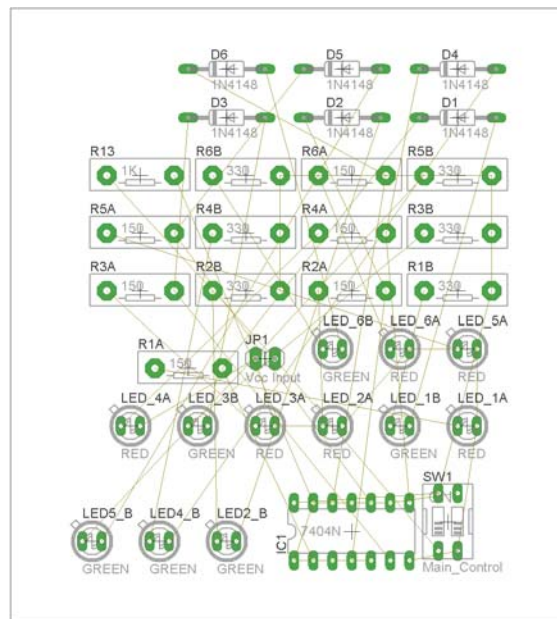 D6 D5 D4
1N4148 1N4148 1N4148
D3 D2 D1
1N4148 1N4148 1N4148
R13 R6B R6A R5B
1K 330 150 330
R5A R4B R4A R3B
150 330 150 330
R3A R2B R2A R1B
150 330 150 330
LED_6B LED_6A LED_5A
R1A JP1
150
Vcc Input GREEN RED RED
LED_4A LED_3B LED_3A LED_2A LED_1B LED_1A
RED GREEN RED RED GREEN RED
SW1
LED5_B LED4_B LED2_B
7404N
IC1
GREEN GREEN GREEN Main_Control